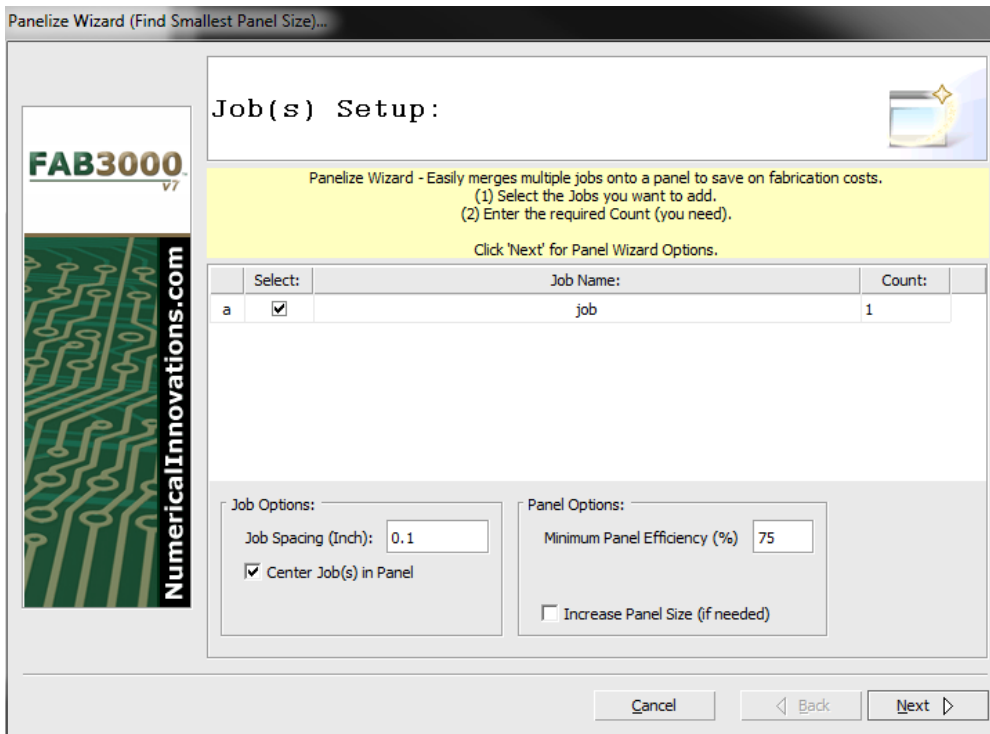 Panelize Wizard (Find Smallest Panel Size)...
Job(s) Setup:
FAB3000
V7
NumericalInnovations.com
Panelize Wizard - Easily merges multiple jobs onto a panel to save on fabrication costs.
(1) Select the Jobs you want to add.
(2) Enter the required Count (you need).
Click 'Next' for Panel Wizard Options.
Select: Job Name: Count:
a job 1
Job Options:
Job Spacing (Inch): 0.1
Center Job(s) in Panel
Panel Options:
Minimum Panel Efficiency (%) 75
Increase Panel Size (if needed)
Cancel Back Next